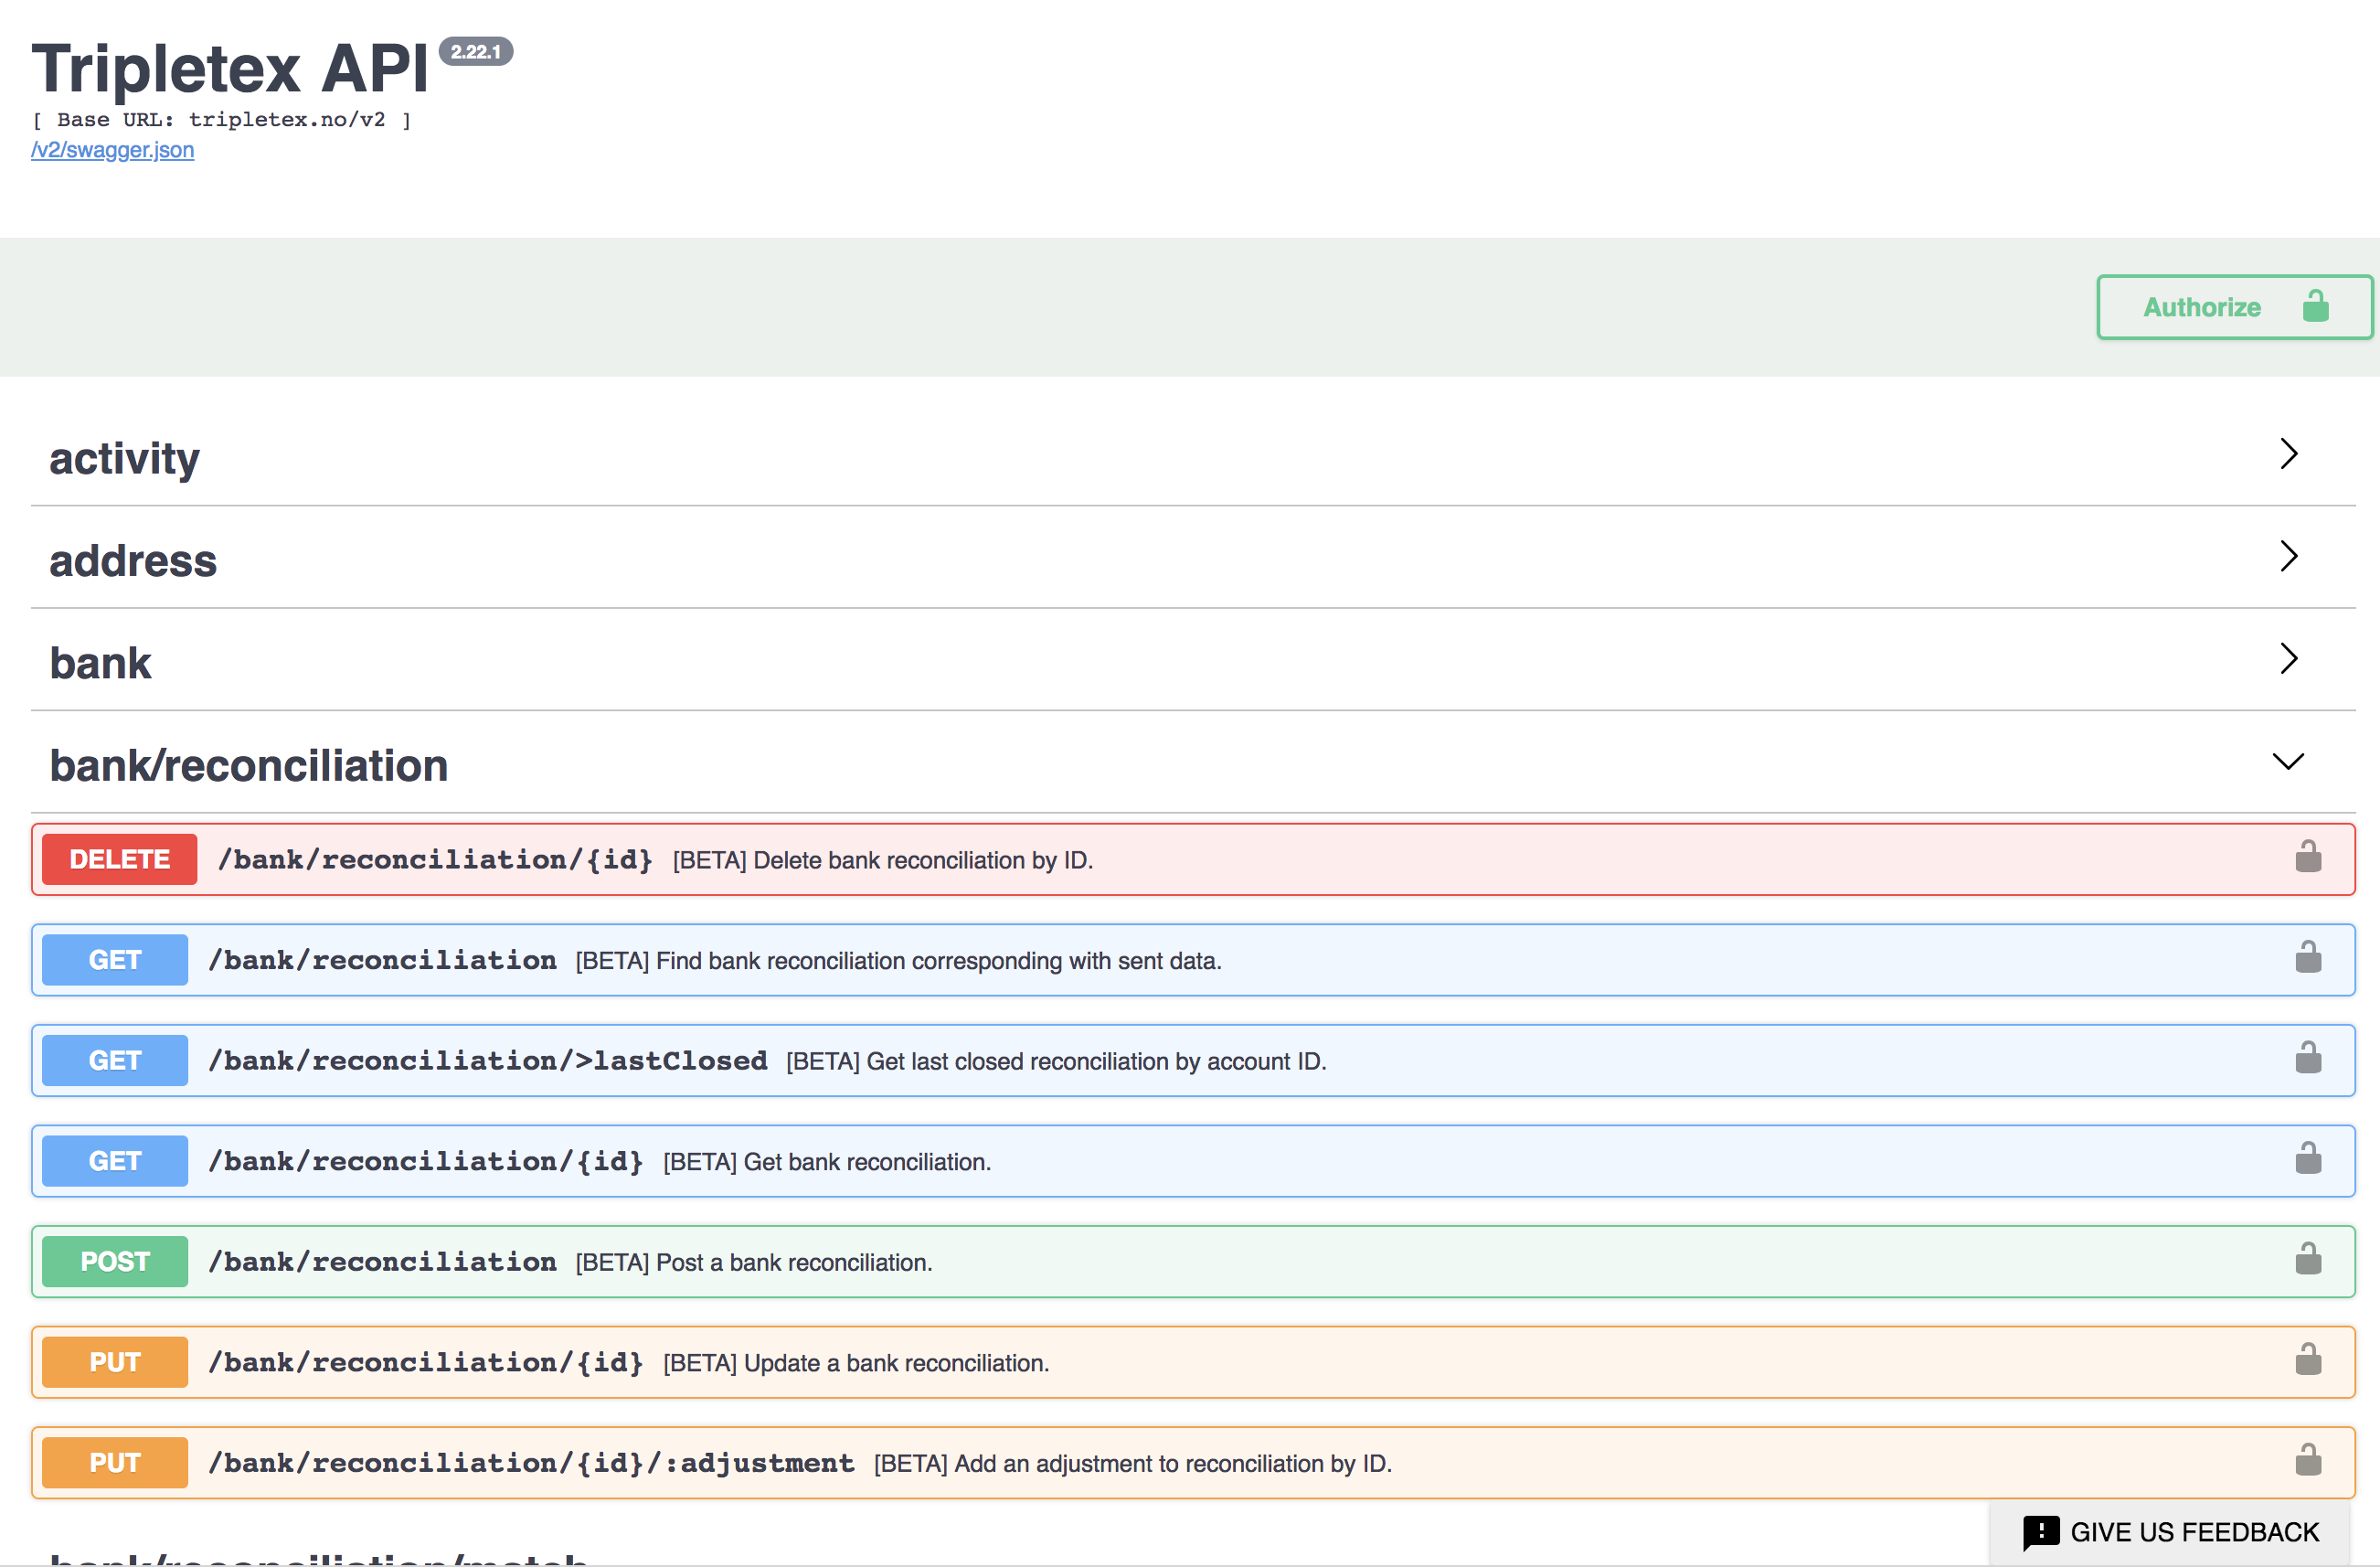 Tripletex API 2.22.1
[ Base URL: tripletex.no/v2 ]
/v2/swagger.json
Authorize
activity
address
bank
bank/reconciliation
DELETE /bank/reconciliation/{id} [BETA] Delete bank reconciliation by ID.
GET /bank/reconciliation [BETA] Find bank reconciliation corresponding with sent data.
GET /bank/reconciliation/>lastClosed [BETA] Get last closed reconciliation by account ID.
GET /bank/reconciliation/{id} [BETA] Get bank reconciliation.
POST /bank/reconciliation [BETA] Post a bank reconciliation.
PUT /bank/reconciliation/{id} [BETA] Update a bank reconciliation.
PUT /bank/reconciliation/{id}/:adjustment [BETA] Add an adjustment to reconciliation by ID.
GIVE US FEEDBACK
bank/reconciliation/match